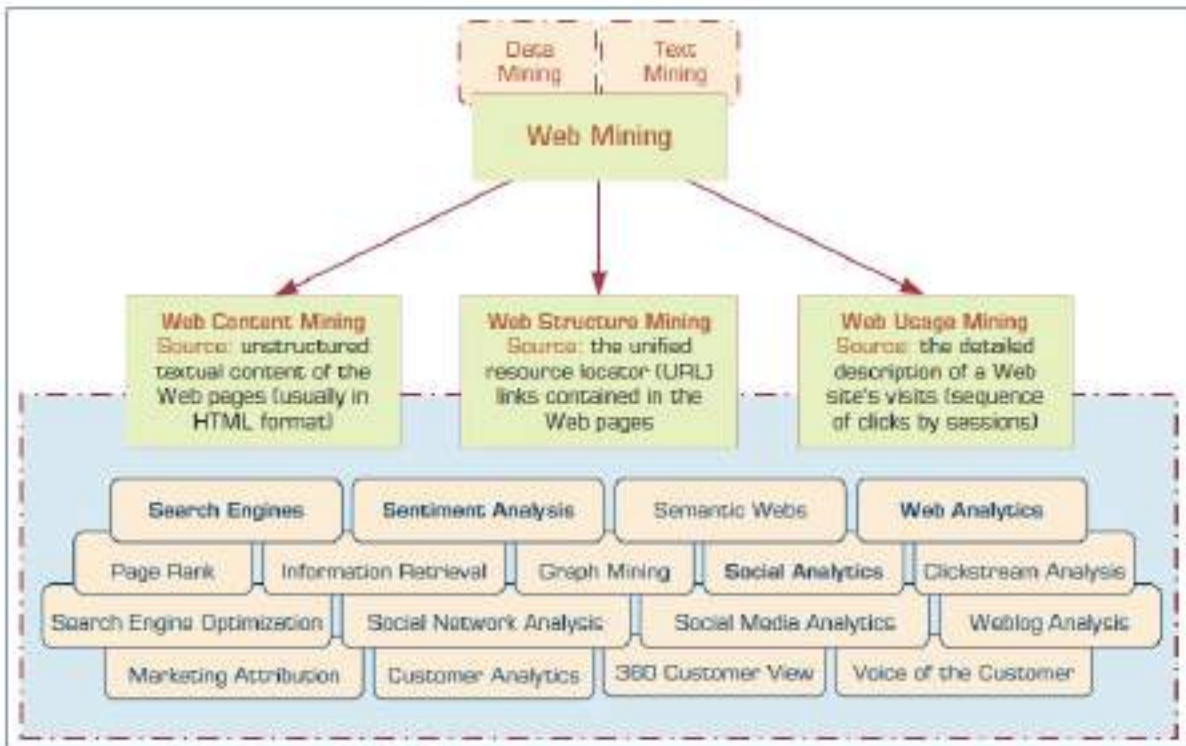 Data
Mining
Text
Mining
Web Mining
Web Content Mining
Source: unstructured
textual content of the
Web pages (usually in
HTML format)
Web Structure Mining
Source: the unified
resource locator (URL)
links contained in the
Web pages
Web Usage Mining
Source: the detailed
description of a Web
site's visits (sequence
of clicks by sessions)
Search Engines
Sentiment Analysis
Semantic Webs
Web Analytics
Page Rank
Information Retrieval
Graph Mining
Social Analytics
Clickstream Analysis
Search Engine Optimization
Social Network Analysis
Social Media Analytics
Weblog Analysis
Marketing Attribution
Customer Analytics
360 Customer View
Voice of the Customer